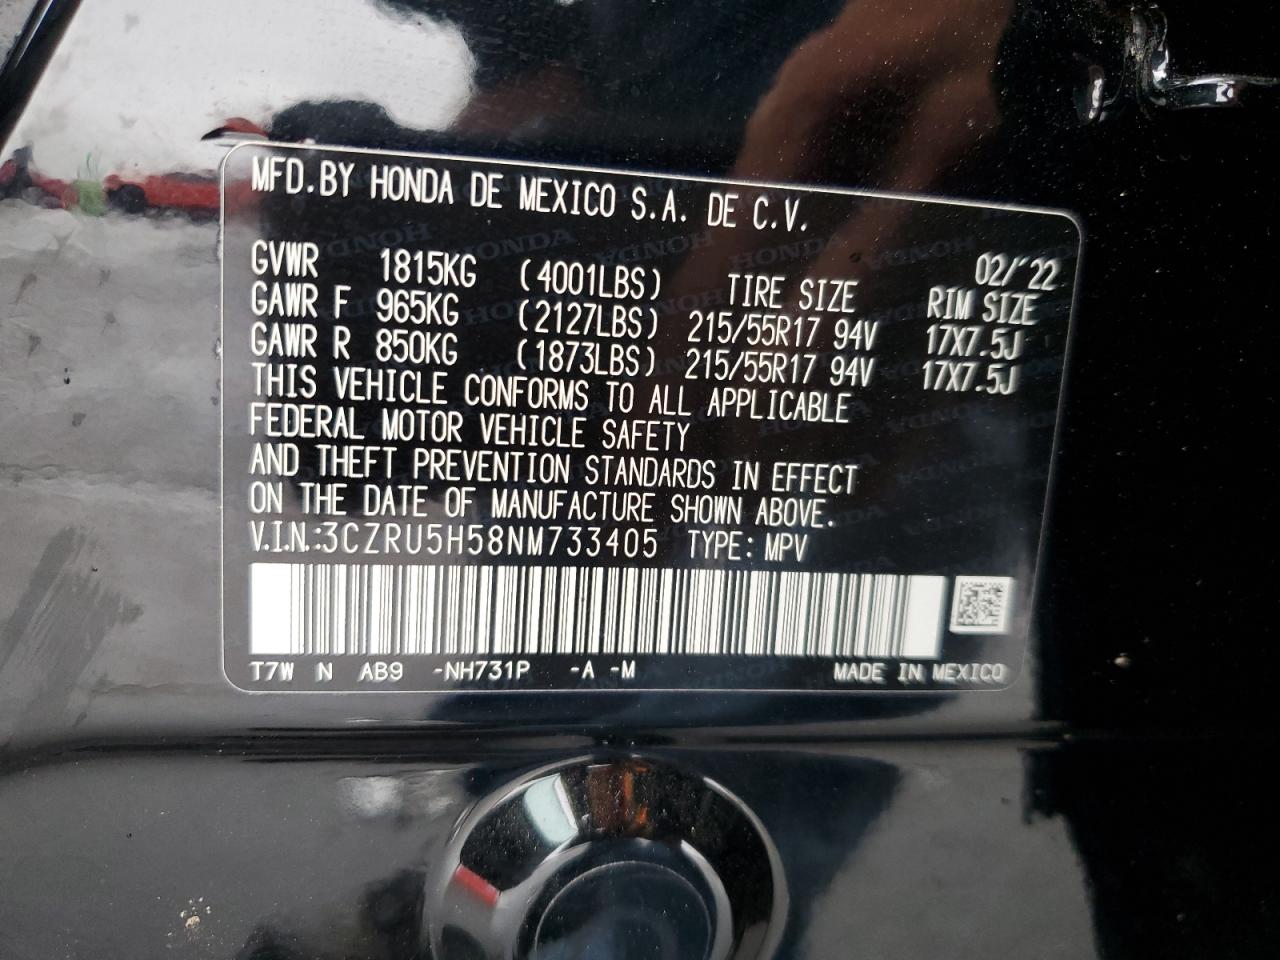 MFD.BY HONDA DE MEXICO S.A. DE C.V.
02/'22
GVWR 1815KG (4001LBS) TIRE SIZE RIM SIZE
GAWR F 965KG (2127LBS) 215/55R17 94V 17X7.5J
GAWR R 850KG (1873LBS) 215/55R17 94V 17X7.5J
THIS VEHICLE CONFORMS TO ALL APPLICABLE
FEDERAL MOTOR VEHICLE SAFETY
AND THEFT PREVENTION STANDARDS IN EFFECT
ON THE DATE OF MANUFACTURE SHOWN ABOVE.
V.I.N.:3CZRU5H58NM733405 TYPE: MPV
T7W N AB9 -NH731P -A -M MADE IN MEXICO